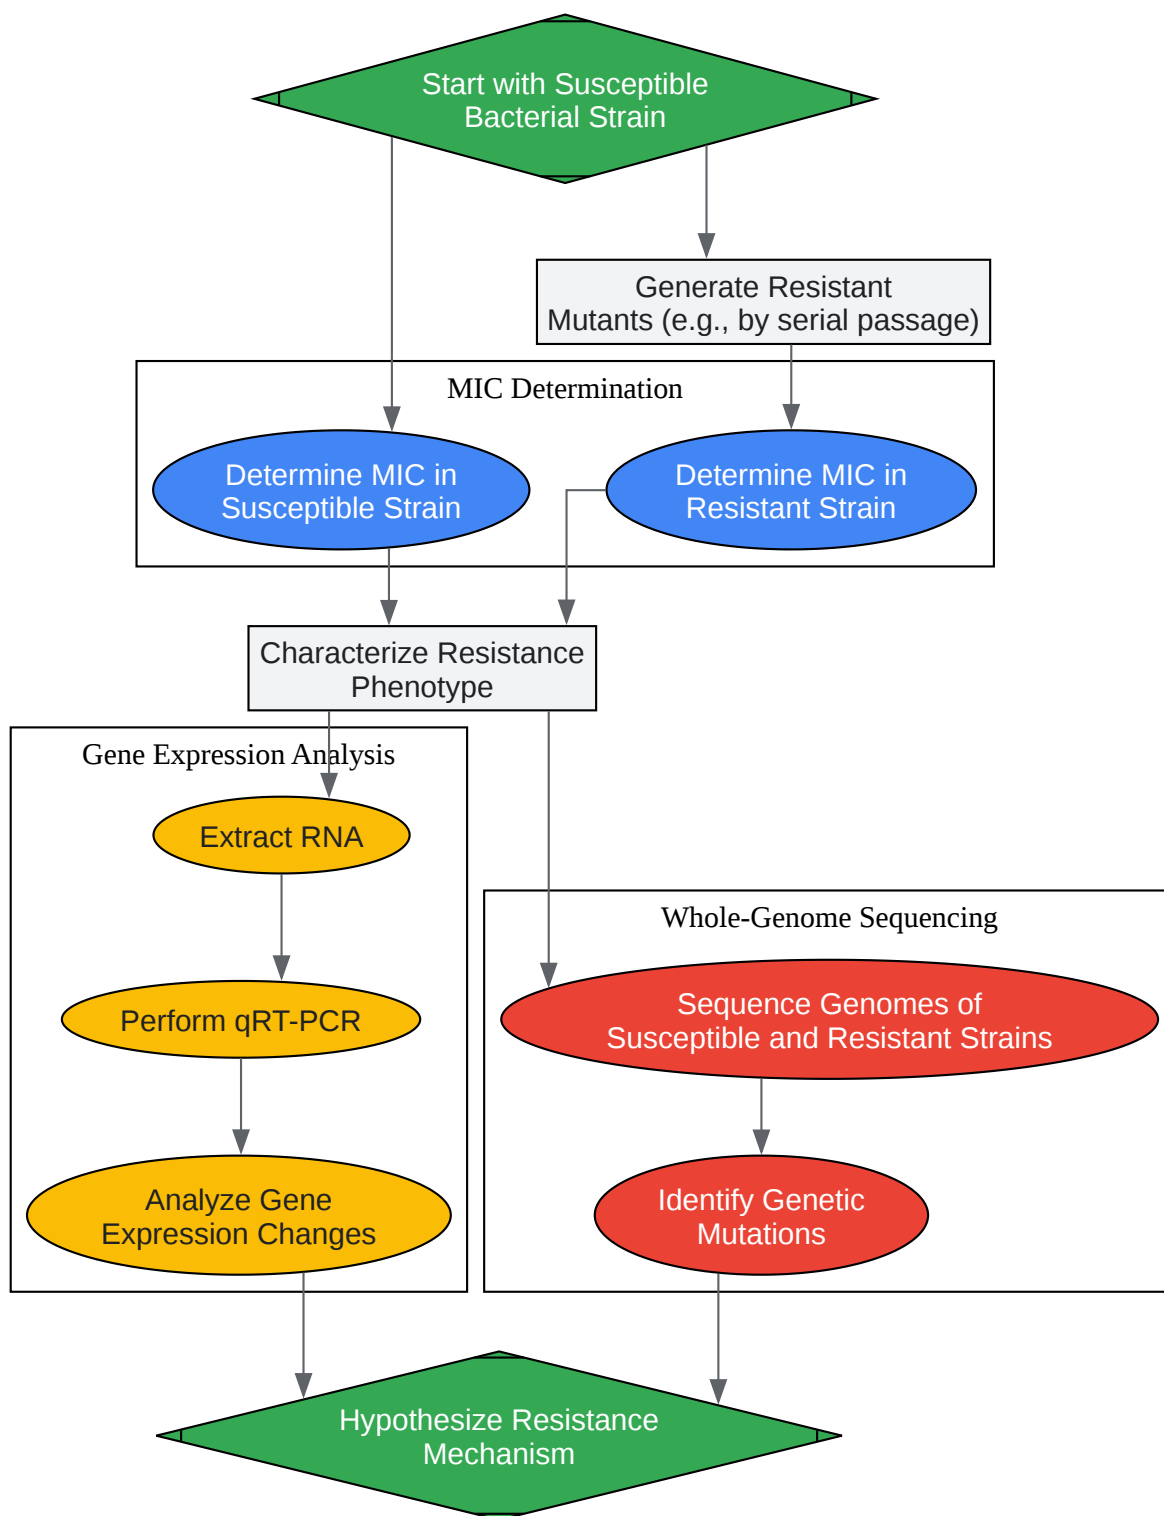 Start with Susceptible
Bacterial Strain
Generate Resistant
Mutants (e.g., by serial passage)
MIC Determination
Determine MIC in
Susceptible Strain
Determine MIC in
Resistant Strain
Characterize Resistance
Phenotype
Gene Expression Analysis
Extract RNA
Perform qRT-PCR
Analyze Gene
Expression Changes
Whole-Genome Sequencing
Sequence Genomes of
Susceptible and Resistant Strains
Identify Genetic
Mutations
Hypothesize Resistance
Mechanism